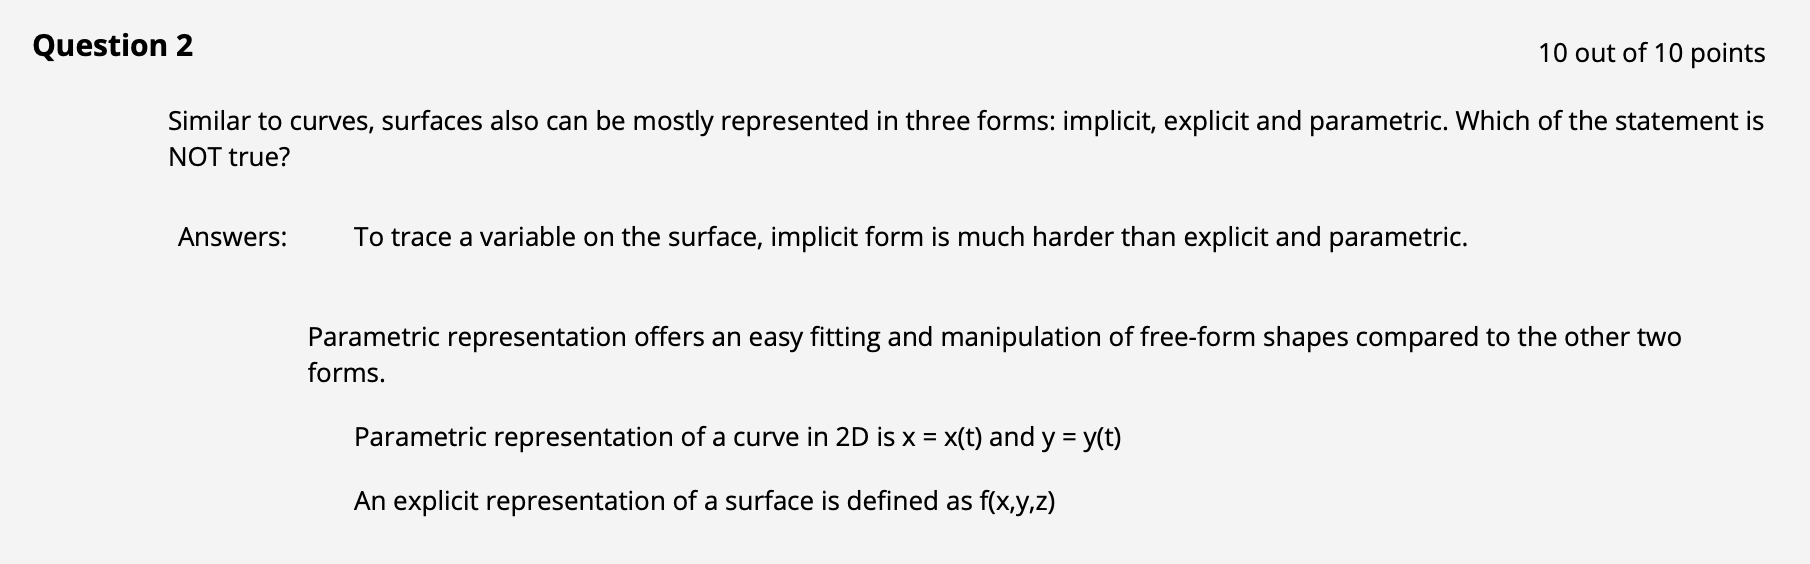 Question 2
10 out of 10 points
Similar to curves, surfaces also can be mostly represented in three forms: implicit, explicit and parametric. Which of the statement is
NOT true?
Answers: To trace a variable on the surface, implicit form is much harder than explicit and parametric.
Parametric representation offers an easy fitting and manipulation of free-form shapes compared to the other two
forms.
Parametric representation of a curve in 2D is x = x(t) and y = y(t)
An explicit representation of a surface is defined as f(x,y,z)